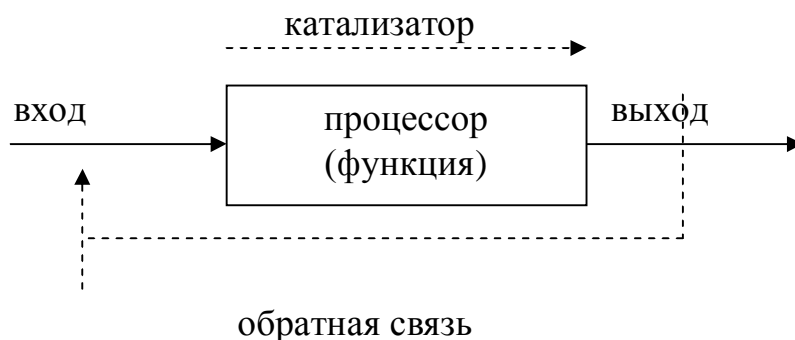 катализатор
вход
процессор
(функция)
выход
обратная связь